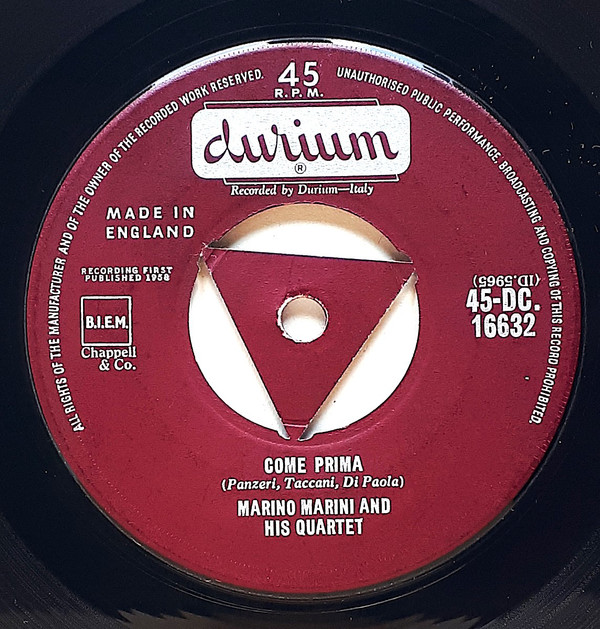 ALL RIGHTS OF THE MANUFACTURER AND OF THE OWNER OF THE RECORDED WORK RESERVED.
45
R.P.M.
UNAUTHORISED PUBLIC PERFORMANCE, BROADCASTING AND COPYING OF THIS RECORD PROHIBITED.
durium
®
Recorded by Durium—Italy
MADE IN
ENGLAND
RECORDING FIRST
PUBLISHED 1958
B.I.E.M.
Chappell
& Co.
(ID.5965)
45-DC.
16632
COME PRIMA
(Panzeri, Taccani, Di Paola)
MARINO MARINI AND
HIS QUARTET